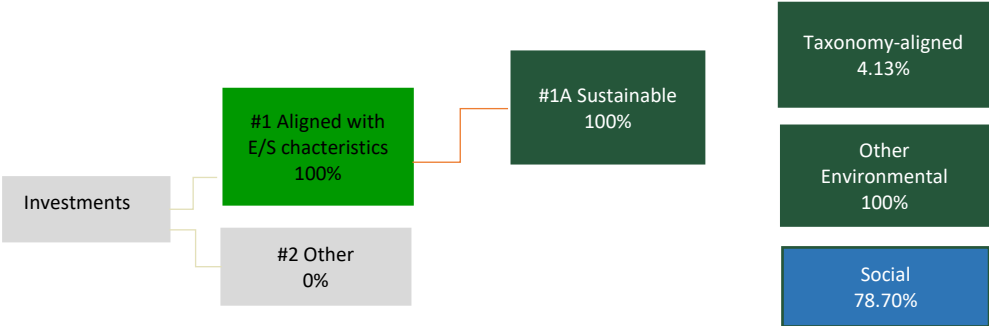 Investments
#1 Aligned with
E/S chacteristics
100%
#2 Other
0%
#1A Sustainable
100%
Taxonomy-aligned
4.13%
Other
Environmental
100%
Social
78.70%